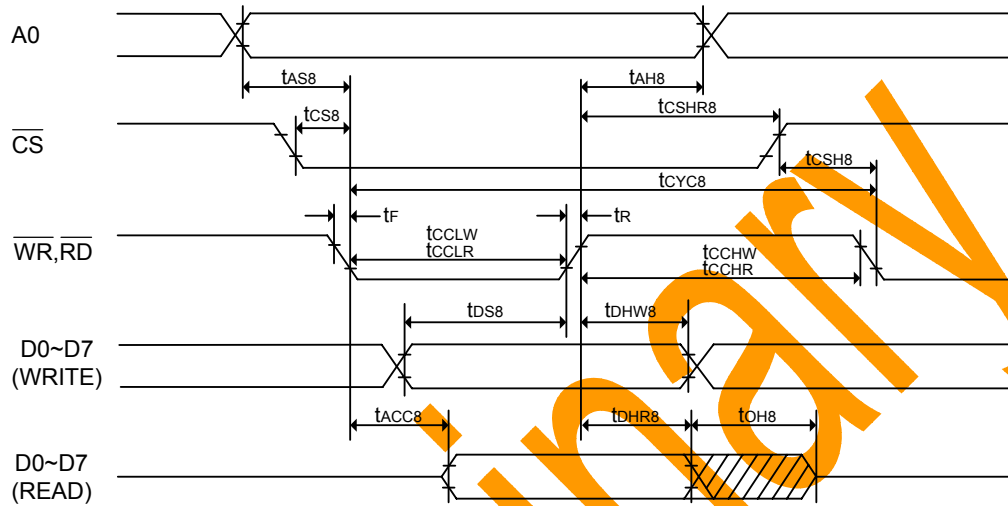 A0
tAS8
tAH8
tCS8
tCSHR8
CS
tCSH8
tCYC8
tF
tR
WR,RD
tCCLW
tCCLR
tCCHW
tCCHR
tDS8
tDHW8
D0~D7
(WRITE)
tACC8
tDHR8
tOH8
D0~D7
(READ)
inary